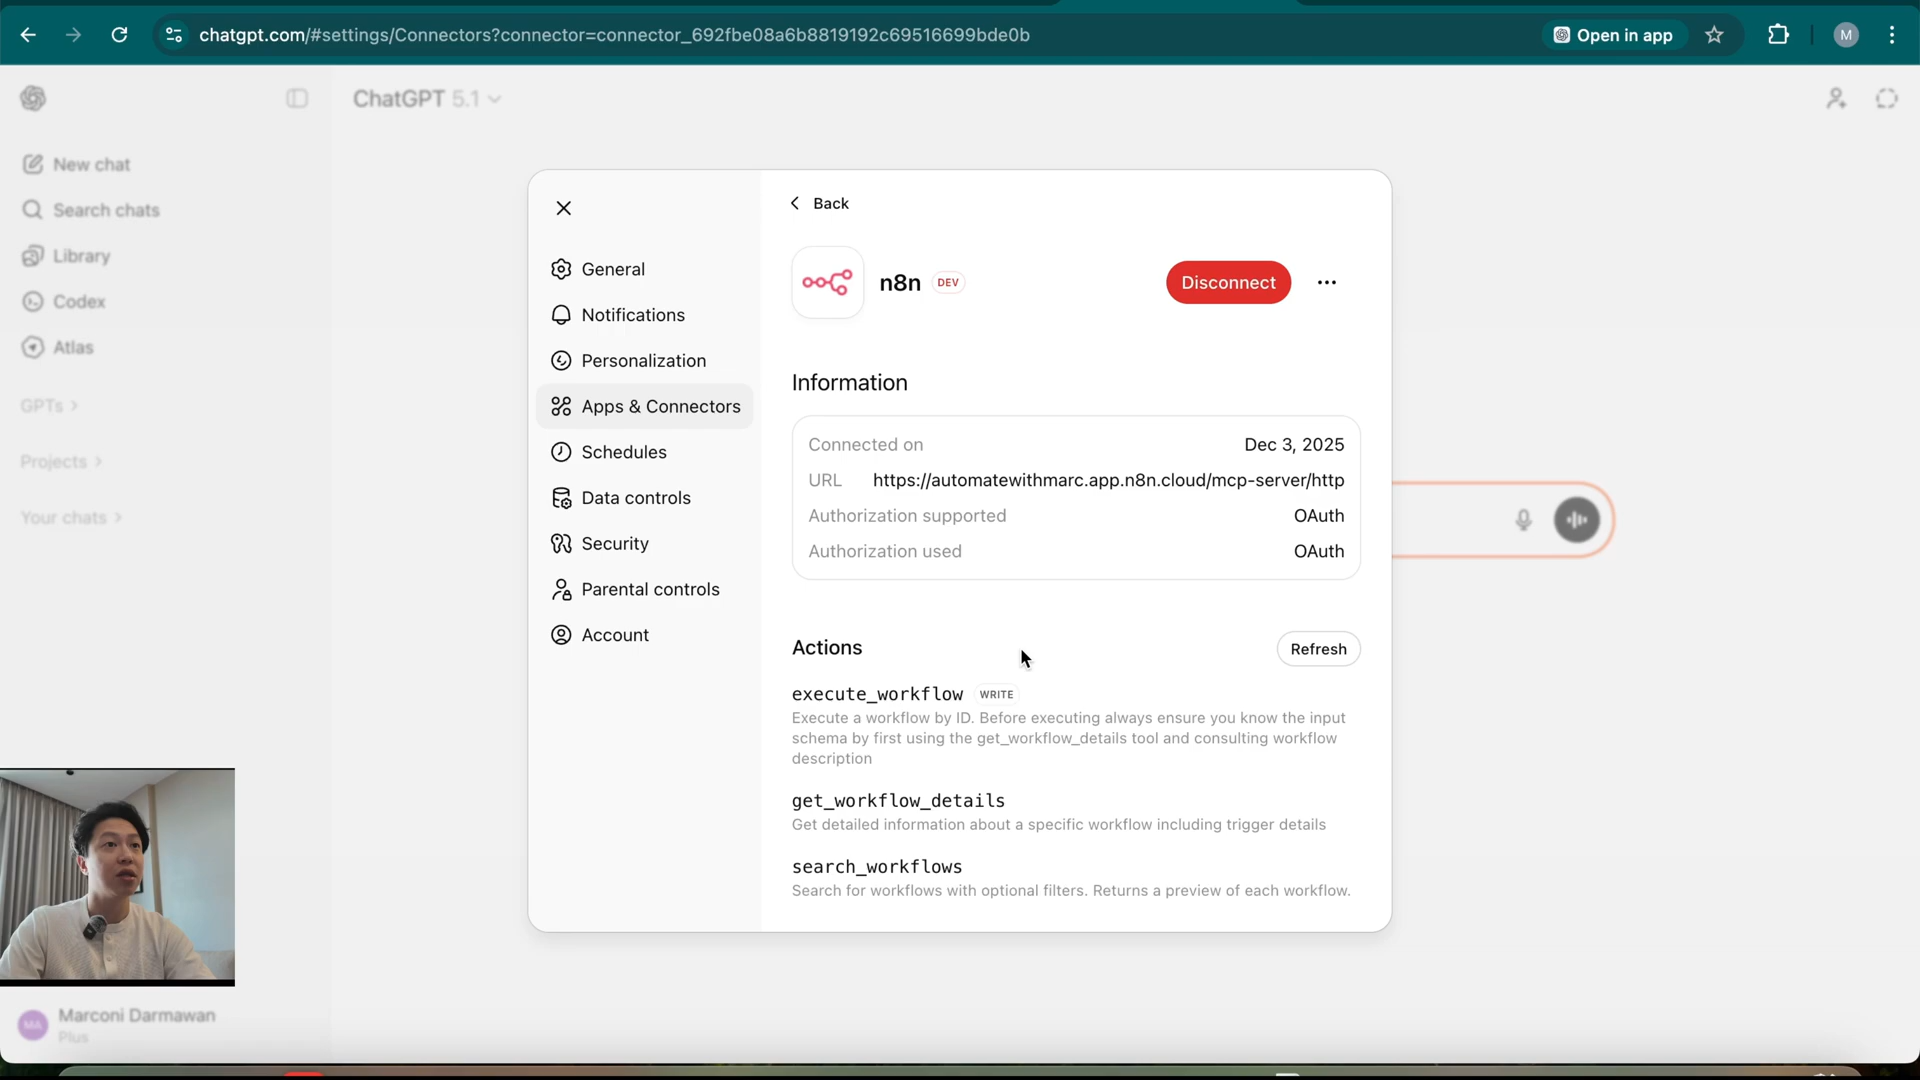 chatgpt.com/#settings/Connectors?connector=connector_692fbe08a6b8819192c69516699bde0b
Open in app
M
ChatGPT 5.1
New chat
Search chats
Library
Codex
Atlas
GPTs
Projects
Your chats
MA
Marconi Darmawan
Plus
General
Notifications
Personalization
Apps & Connectors
Schedules
Data controls
Security
Parental controls
Account
Back
n8n DEV
Disconnect
Information
Connected on Dec 3, 2025
URL https://automatewithmarc.app.n8n.cloud/mcp-server/http
Authorization supported OAuth
Authorization used OAuth
Actions
Refresh
execute_workflow WRITE
Execute a workflow by ID. Before executing always ensure you know the input
schema by first using the get_workflow_details tool and consulting workflow
description
get_workflow_details
Get detailed information about a specific workflow including trigger details
search_workflows
Search for workflows with optional filters. Returns a preview of each workflow.